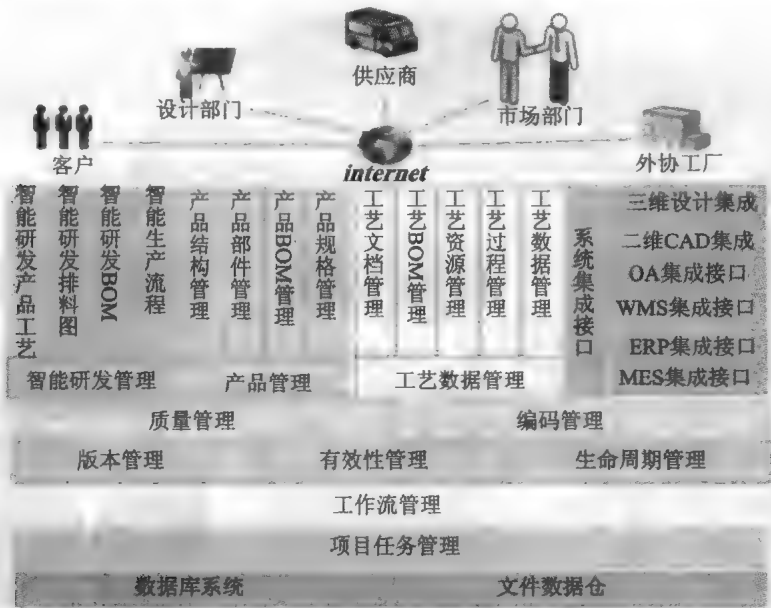 供应商
设计部门
市场部门
客户
internet
外协工厂
智能研发产品工艺
智能研发排料图
智能研发BOM
智能生产流程
产品结构管理
产品部件管理
产品BOM管理
产品规格管理
工艺文档管理
工艺BOM管理
工艺资源管理
工艺过程管理
工艺数据管理
系统集成接口
三维设计集成
二维CAD集成
OA集成接口
WMS集成接口
ERP集成接口
MES集成接口
智能研发管理
产品管理
工艺数据管理
质量管理
编码管理
版本管理
有效性管理
生命周期管理
工作流管理
项目任务管理
数据库系统
文件数据仓